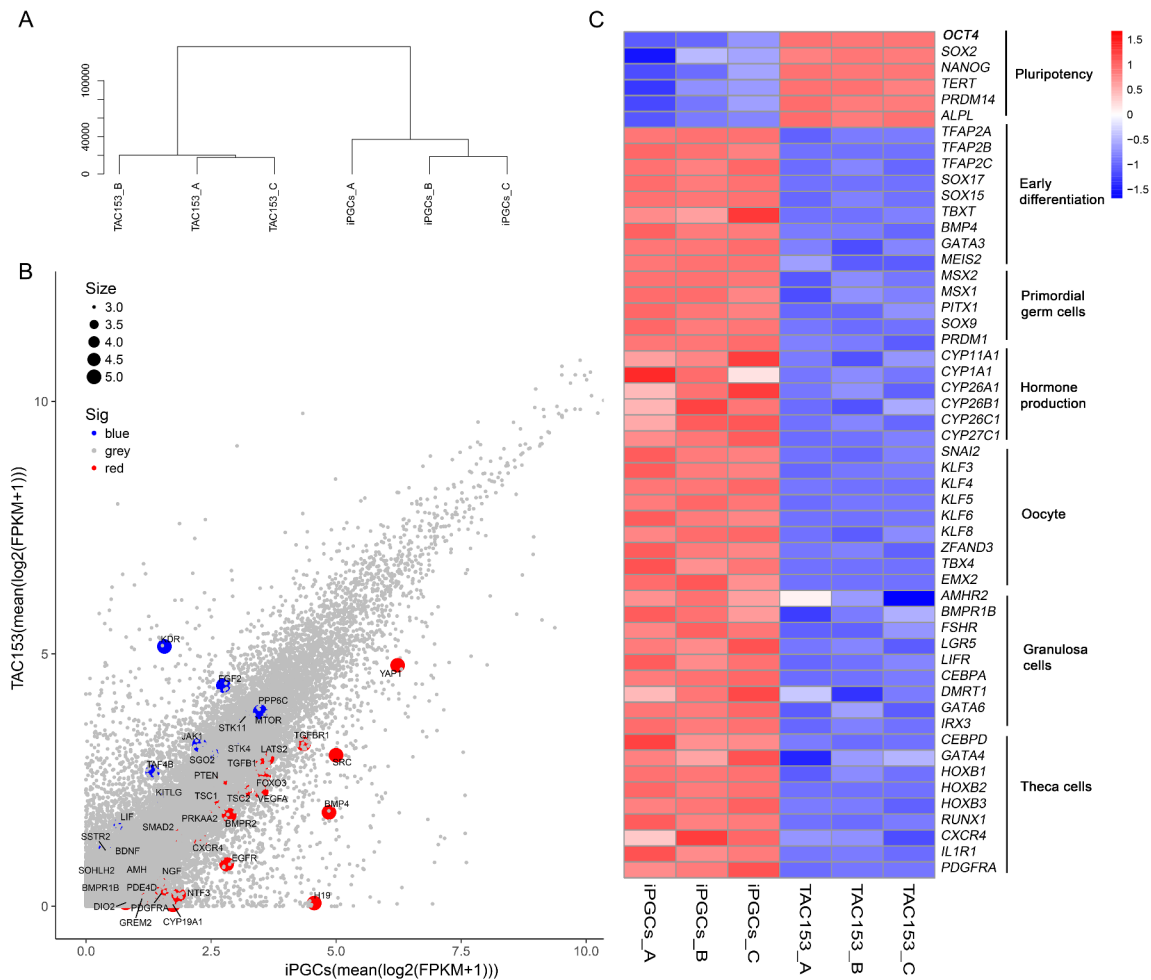 A
0
40000
100000
TAC153_B
TAC153_A
TAC153_C
iPGCs_A
iPGCs_B
iPGCs_C
B
Size
3.0
3.5
4.0
4.5
5.0
Sig
blue
grey
red
TAC153(mean(log2(FPKM+1)))
10
5
0
KDR
FGF2
YAP1
PPP6C
STK11
MTOR
JAK1
STK4
LATS2
TGFBR1
SRC
SGO2
TGFB1
TAF4B
PTEN
FOXO3
KITLG
TSC1
TSC2
VEGFA
BMP4
LIF
PRKAA2
SMAD2
BMPR2
SSTR2
BDNF
CXCR4
EGFR
SOHLH2
AMH
NGF
BMPR1B
PDE4D
NTF3
H19
DIO2
PDGFRA
GREM2
CYP19A1
0.0
2.5
5.0
7.5
10.0
iPGCs(mean(log2(FPKM+1)))
C
OCT4
SOX2
NANOG
TERT
PRDM14
ALPL
TFAP2A
TFAP2B
TFAP2C
SOX17
SOX15
TBXT
BMP4
GATA3
MEIS2
MSX2
MSX1
PITX1
SOX9
PRDM1
CYP11A1
CYP1A1
CYP26A1
CYP26B1
CYP26C1
CYP27C1
SNAI2
KLF3
KLF4
KLF5
KLF6
KLF8
ZFAND3
TBX4
EMX2
AMHR2
BMPR1B
FSHR
LGR5
LIFR
CEBPA
DMRT1
GATA6
IRX3
CEBPD
GATA4
HOXB1
HOXB2
HOXB3
RUNX1
CXCR4
IL1R1
PDGFRA
Pluripotency
Early
differentiation
Primordial
germ cells
Hormone
production
Oocyte
Granulosa
cells
Theca cells
1.5
1
0.5
0
-0.5
-1
-1.5
iPGCs_A
iPGCs_B
iPGCs_C
TAC153_A
TAC153_B
TAC153_C